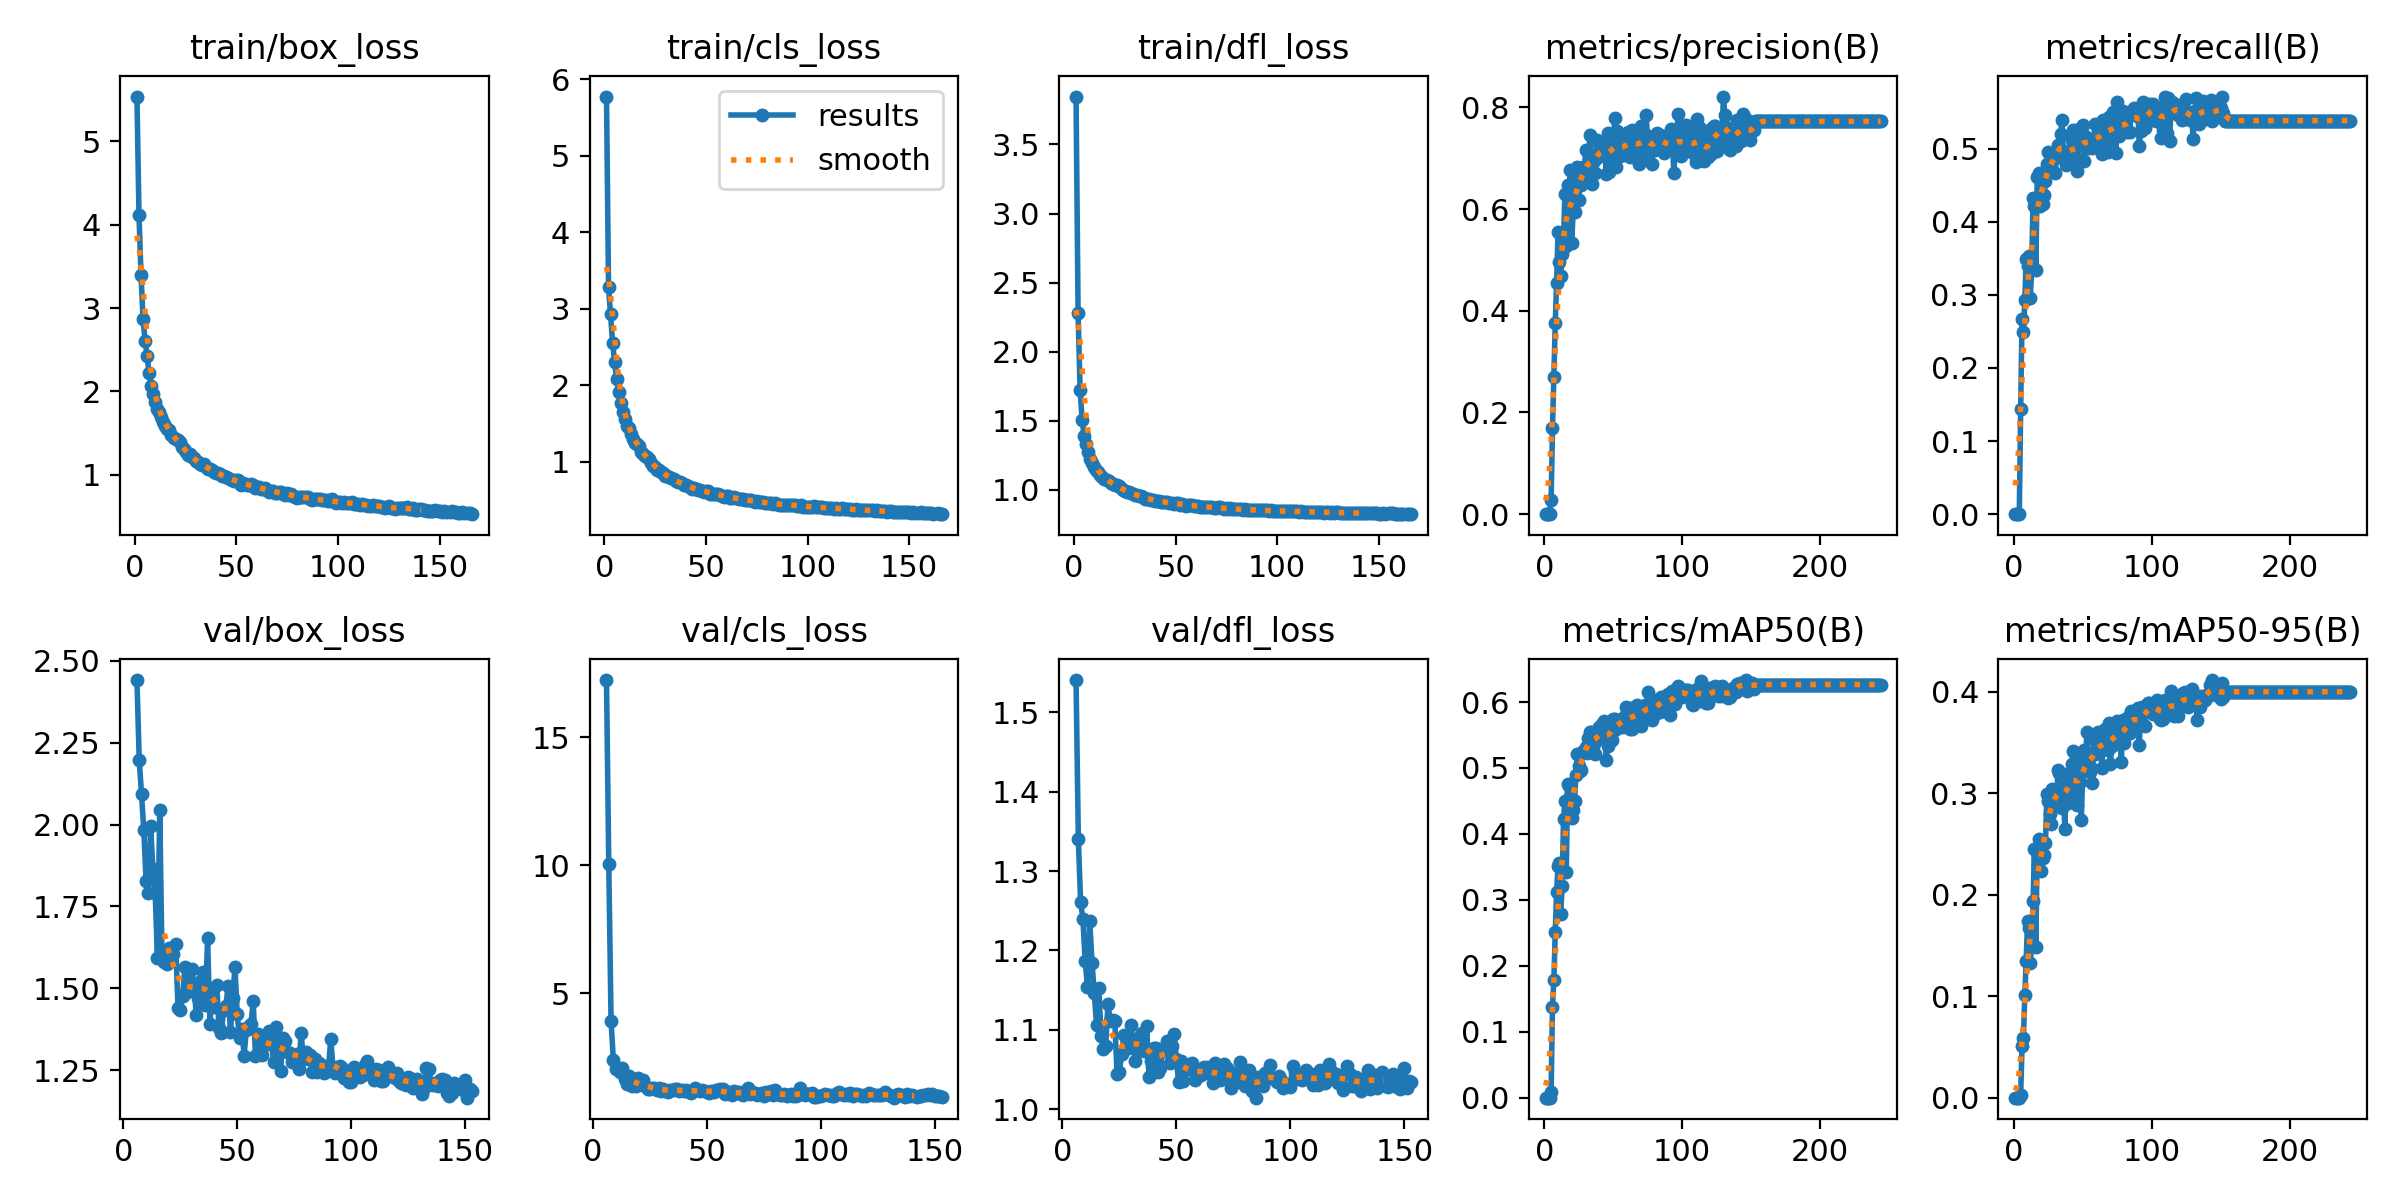 train/box_loss
train/cls_loss
train/dfl_loss
metrics/precision(B)
metrics/recall(B)
results
smooth
5
4
3
2
1
0 50 100 150
6
5
4
3
2
1
0 50 100 150
3.5
3.0
2.5
2.0
1.5
1.0
0 50 100 150
0.8
0.6
0.4
0.2
0.0
0 100 200
0.5
0.4
0.3
0.2
0.1
0.0
0 100 200
val/box_loss
val/cls_loss
val/dfl_loss
metrics/mAP50(B)
metrics/mAP50-95(B)
2.50
2.25
2.00
1.75
1.50
1.25
0 50 100 150
15
10
5
0 50 100 150
1.5
1.4
1.3
1.2
1.1
1.0
0 50 100 150
0.6
0.5
0.4
0.3
0.2
0.1
0.0
0 100 200
0.4
0.3
0.2
0.1
0.0
0 100 200